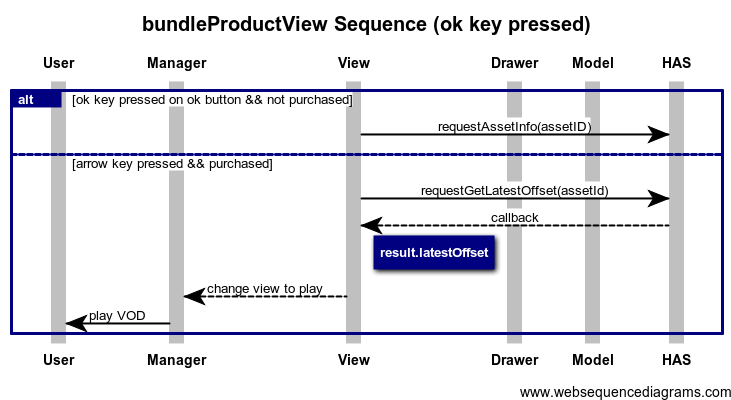 bundleProductView Sequence (ok key pressed)
User Manager View Drawer Model HAS
alt [ok key pressed on ok button && not purchased]
requestAssetInfo(assetID)
[arrow key pressed && purchased]
requestGetLatestOffset(assetId)
callback
result.latestOffset
change view to play
play VOD
User Manager View Drawer Model HAS
www.websequencediagrams.com